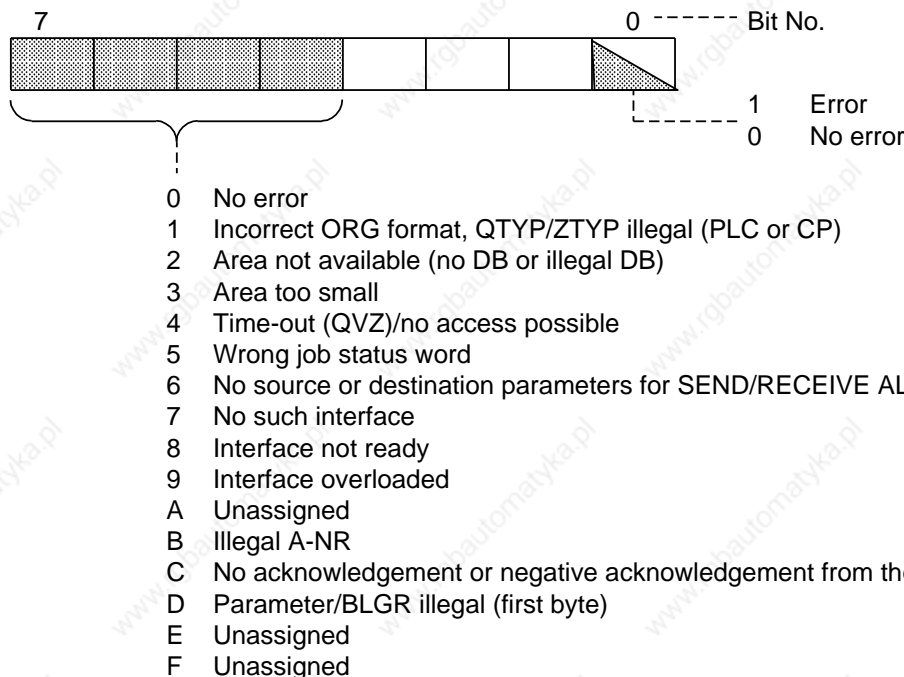 7 0 Bit No.
1 Error
0 No error
0 No error
1 Incorrect ORG format, QTYP/ZTYP illegal (PLC or CP)
2 Area not available (no DB or illegal DB)
3 Area too small
4 Time-out (QVZ)/no access possible
5 Wrong job status word
6 No source or destination parameters for SEND/RECEIVE AL
7 No such interface
8 Interface not ready
9 Interface overloaded
A Unassigned
B Illegal A-NR
C No acknowledgement or negative acknowledgement from the
D Parameter/BLGR illegal (first byte)
E Unassigned
F Unassigned
www.rgbautomatyka.pl